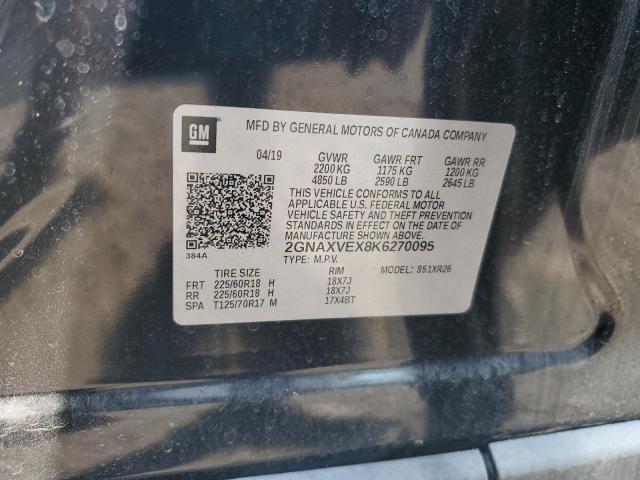 GM
MFD BY GENERAL MOTORS OF CANADA COMPANY
04/19 GVWR GAWR FRT GAWR RR
2200 KG 1175 KG 1200 KG
4850 LB 2590 LB 2645 LB
THIS VEHICLE CONFORMS TO ALL
APPLICABLE U.S. FEDERAL MOTOR
VEHICLE SAFETY AND THEFT PREVENTION
STANDARDS IN EFFECT ON THE DATE OF
MANUFACTURE SHOWN ABOVE.
384A 2GNAXVEX8K6270095
TYPE: M.P.V. MODEL: 851XR26
TIRE SIZE RIM
FRT 225/60R18 H 18X7J
RR 225/60R18 H 18X7J
SPA T125/70R17 M 17X4BT